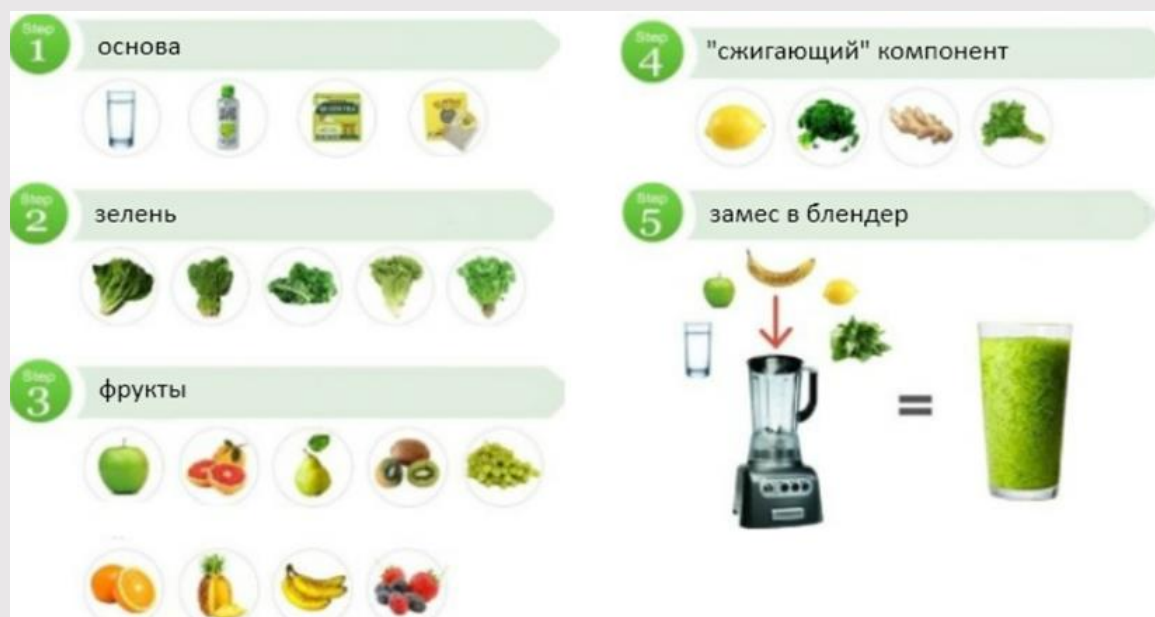 Step
1
основа
Step
2
зелень
Step
3
фрукты
Step
4
"сжигающий" компонент
Step
5
замес в блендер
=